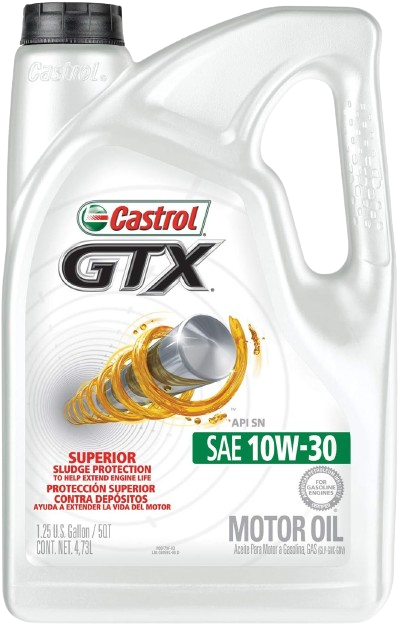 Castrol
Castrol
GTX
API SN
SAE 10W-30
SUPERIOR
SLUDGE PROTECTION
TO HELP EXTEND ENGINE LIFE
PROTECCIÓN SUPERIOR
CONTRA DEPÓSITOS
AYUDA A EXTENDER LA VIDA DEL MOTOR
FOR
GASOLINE
ENGINES
1.25 U.S. Gallon / 5QT
CONT. NET. 4,73L
MOTOR OIL
Aceite Para Motor a Gasolina, GAS